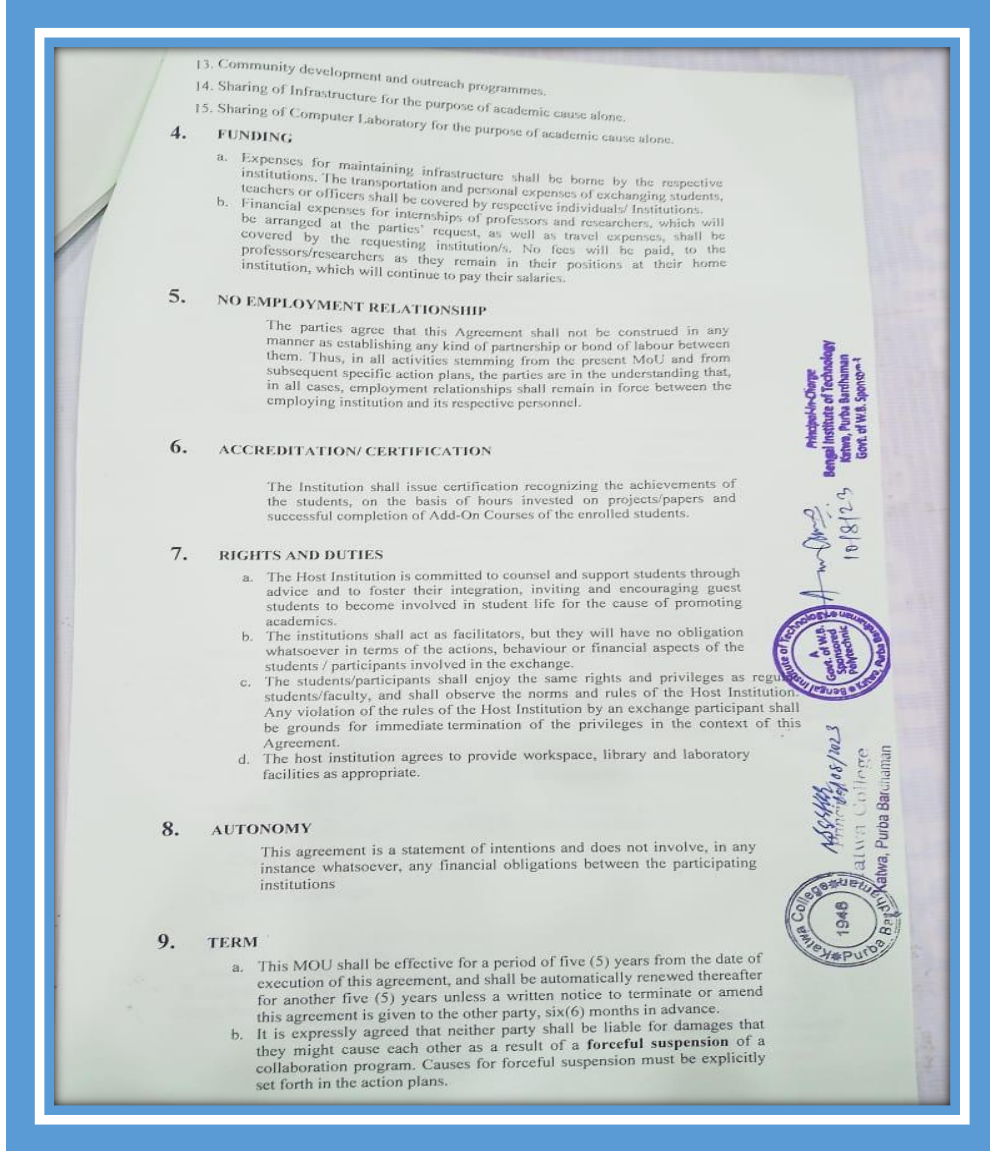 13. Community development and outreach programmes.
14. Sharing of Infrastructure for the purpose of academic cause alone.
15. Sharing of Computer Laboratory for the purpose of academic cause alone.
4. FUNDING
a. Expenses for maintaining infrastructure shall be borne by the respective
institutions. The transportation and personal expenses of exchanging students,
teachers or officers shall be covered by respective individuals/ Institutions.
b. Financial expenses for internships of professors and researchers, which will
be arranged at the parties' request, as well as travel expenses, shall be
covered by the requesting institution/s. No fees will be paid, to the
professors/researchers as they remain in their positions at their home
institution, which will continue to pay their salaries.
5. NO EMPLOYMENT RELATIONSHIP
The parties agree that this Agreement shall not be construed in any
manner as establishing any kind of partnership or bond of labour between
them. Thus, in all activities stemming from the present MoU and from
subsequent specific action plans, the parties are in the understanding that,
in all cases, employment relationships shall remain in force between the
employing institution and its respective personnel.
6. ACCREDITATION/ CERTIFICATION
The Institution shall issue certification recognizing the achievements of
the students, on the basis of hours invested on projects/papers and
successful completion of Add-On Courses of the enrolled students.
7. RIGHTS AND DUTIES
a. The Host Institution is committed to counsel and support students through
advice and to foster their integration, inviting and encouraging guest
students to become involved in student life for the cause of promoting
academics.
b. The institutions shall act as facilitators, but they will have no obligation
whatsoever in terms of the actions, behaviour or financial aspects of the
students / participants involved in the exchange.
c. The students/participants shall enjoy the same rights and privileges as regu
students/faculty, and shall observe the norms and rules of the Host Institution.
Any violation of the rules of the Host Institution by an exchange participant shall
be grounds for immediate termination of the privileges in the context of this
Agreement.
d. The host institution agrees to provide workspace, library and laboratory
facilities as appropriate.
8. AUTONOMY
This agreement is a statement of intentions and does not involve, in any
instance whatsoever, any financial obligations between the participating
institutions
9. TERM
a. This MOU shall be effective for a period of five (5) years from the date of
execution of this agreement, and shall be automatically renewed thereafter
for another five (5) years unless a written notice to terminate or amend
this agreement is given to the other party, six(6) months in advance.
b. It is expressly agreed that neither party shall be liable for damages that
they might cause each other as a result of a forceful suspension of a
collaboration program. Causes for forceful suspension must be explicitly
set forth in the action plans.
10/8/23
Principal-in-Charge
Bengal Institute of Technology
Katwa, Purba Bardhaman
Govt. of W.B.
A
Govt. of W.B.
Sponsored
Polytechnic
/08/2023
Principal
Katwa College
Katwa, Purba Bardhaman
Katwa College
1948